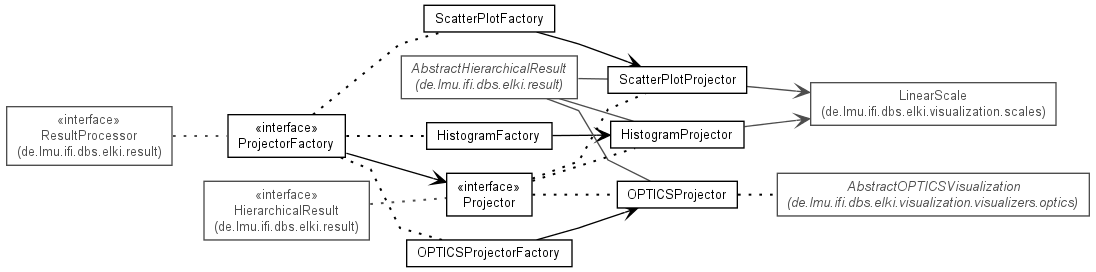 ScatterPlotFactory
AbstractHierarchicalResult
(de.lmu.ifi.dbs.elki.result)
ScatterPlotProjector
LinearScale
(de.lmu.ifi.dbs.elki.visualization.scales)
«interface»
ResultProcessor
(de.lmu.ifi.dbs.elki.result)
«interface»
ProjectorFactory
HistogramFactory
HistogramProjector
«interface»
HierarchicalResult
(de.lmu.ifi.dbs.elki.result)
«interface»
Projector
OPTICSProjector
AbstractOPTICSVisualization
(de.lmu.ifi.dbs.elki.visualization.visualizers.optics)
OPTICSProjectorFactory